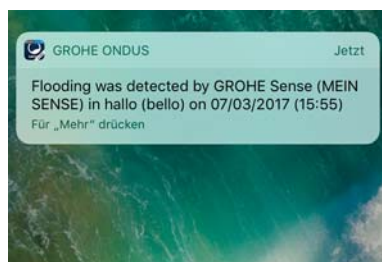 GROHE ONDUS Jetzt
Flooding was detected by GROHE Sense (MEIN
SENSE) in hallo (bello) on 07/03/2017 (15:55)
Für „Mehr“ drücken